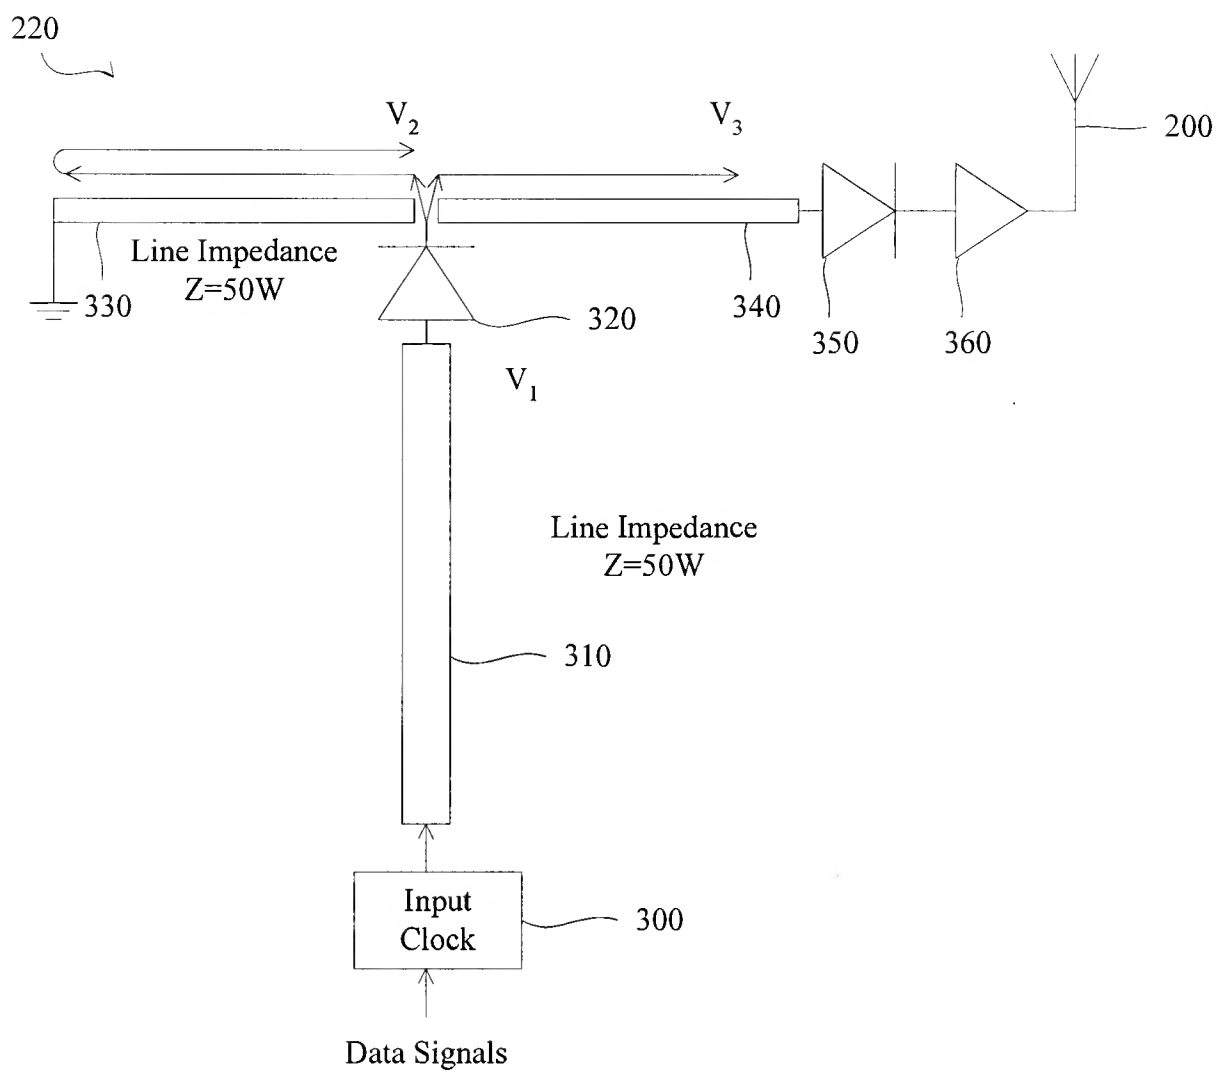 220
V2
V3
200
Line Impedance
Z=50W
330
320
340
350
360
V1
Line Impedance
Z=50W
310
Input
Clock
300
Data Signals